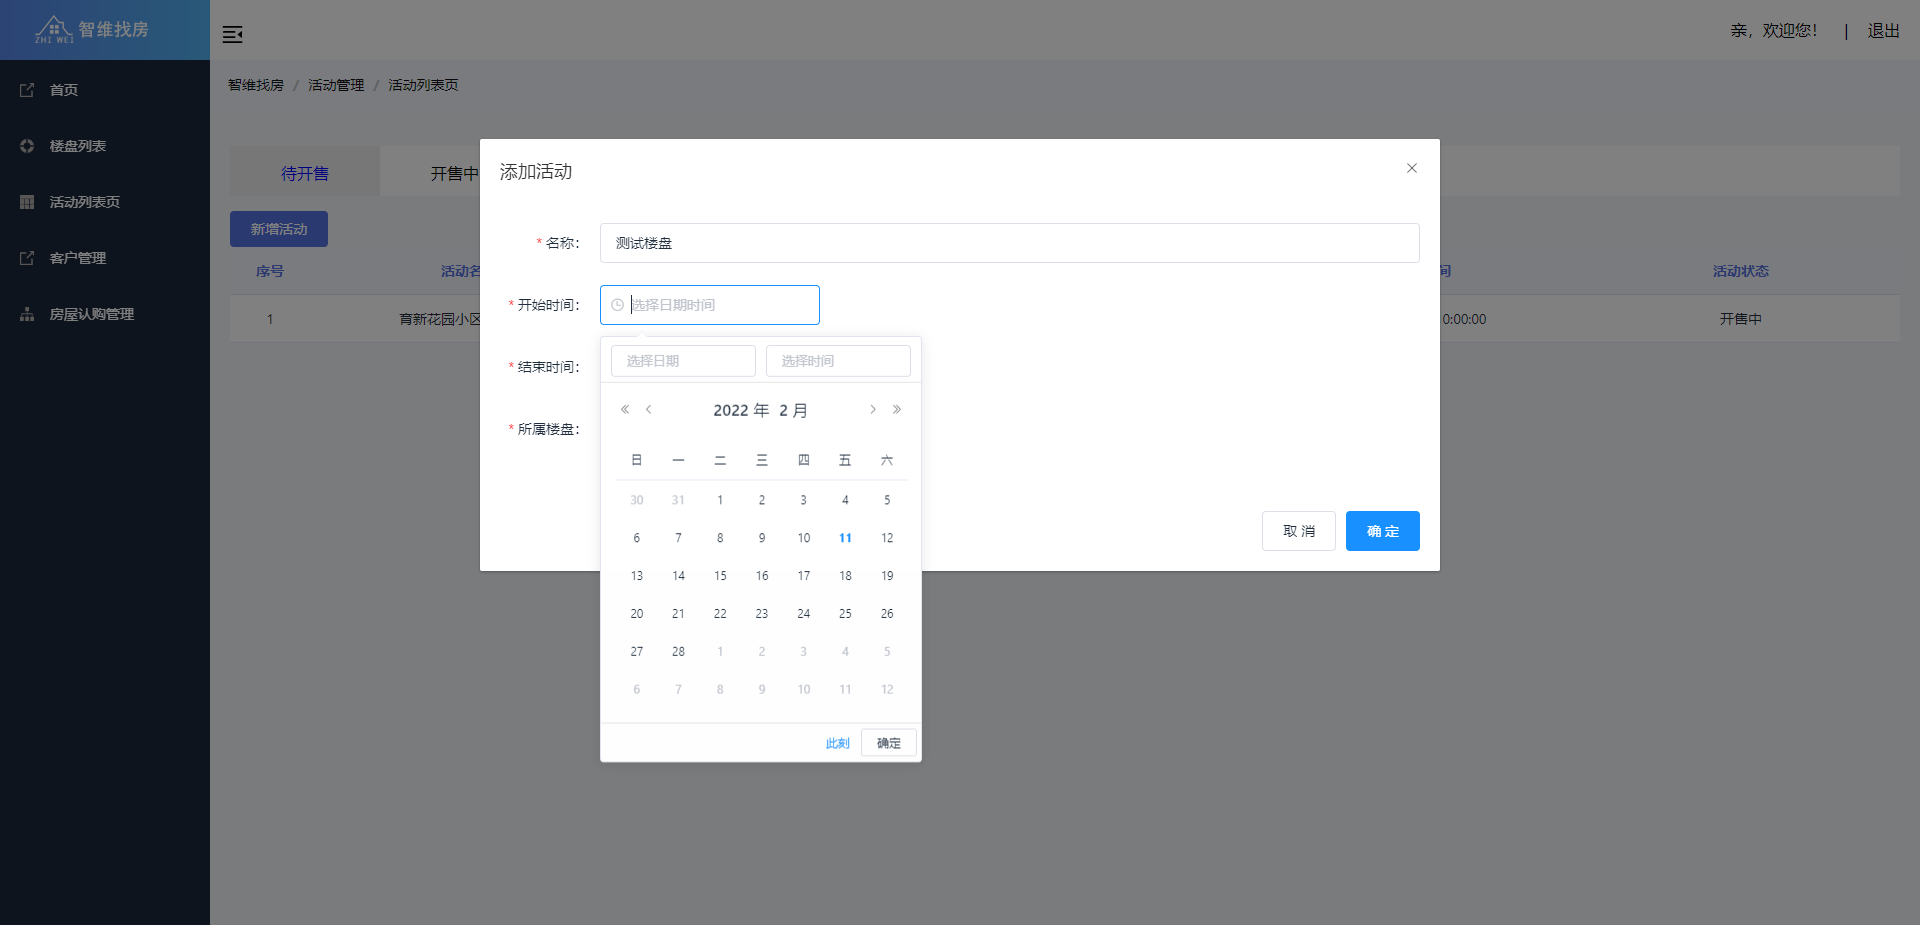 智维找房
ZHI WEI
亲，欢迎您！ | 退出
首页
楼盘列表
活动列表页
客户管理
房屋认购管理
智维找房 / 活动管理 / 活动列表页
待开售 开售中
新增活动
序号 活动名 间 活动状态
1 育新花园小区 0:00:00 开售中
添加活动
* 名称： 测试楼盘
* 开始时间： 选择日期时间
* 结束时间：
* 所属楼盘：
取 消 确 定
选择日期 选择时间
2022 年 2 月
日 一 二 三 四 五 六
30 31 1 2 3 4 5
6 7 8 9 10 11 12
13 14 15 16 17 18 19
20 21 22 23 24 25 26
27 28 1 2 3 4 5
6 7 8 9 10 11 12
此刻 确定